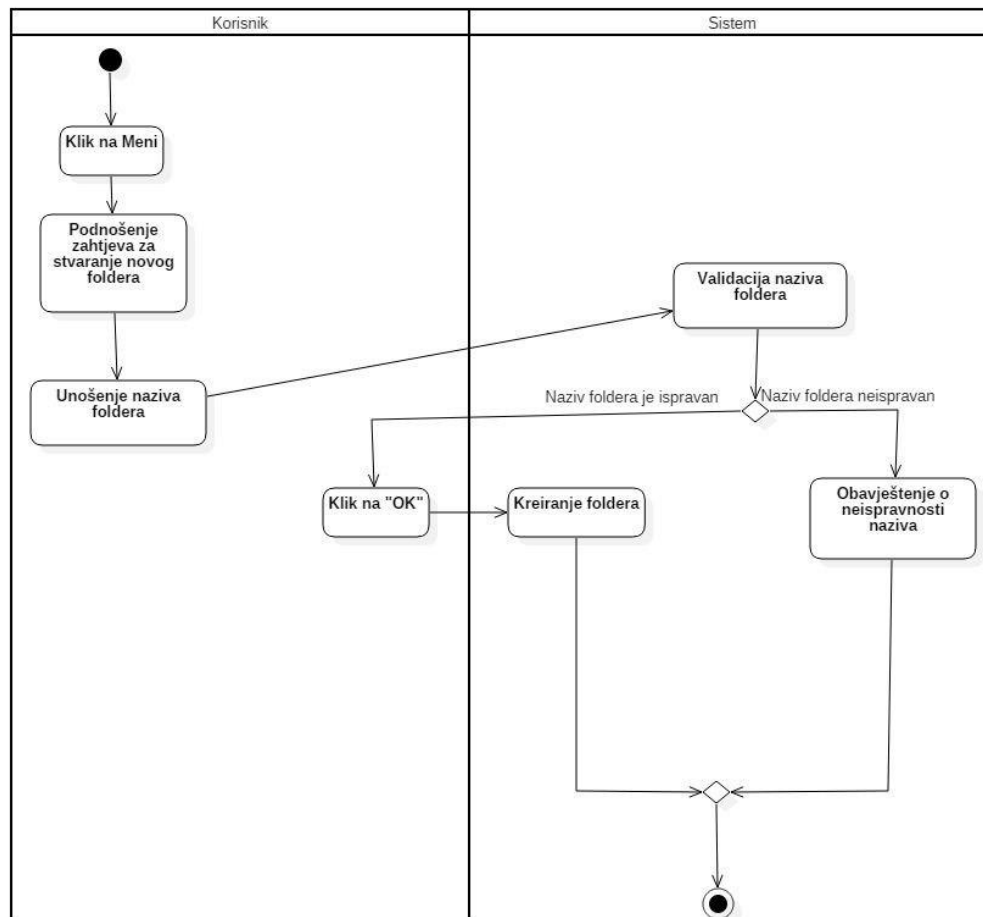 Korisnik
Sistem
Klik na Meni
Podnošenje
zahtjeva za
stvaranje novog
foldera
Validacija naziva
foldera
Unošenje naziva
foldera
Naziv foldera je ispravan
Naziv foldera neispravan
Klik na "OK"
Kreiranje foldera
Obavještenje o
neispravnosti
naziva